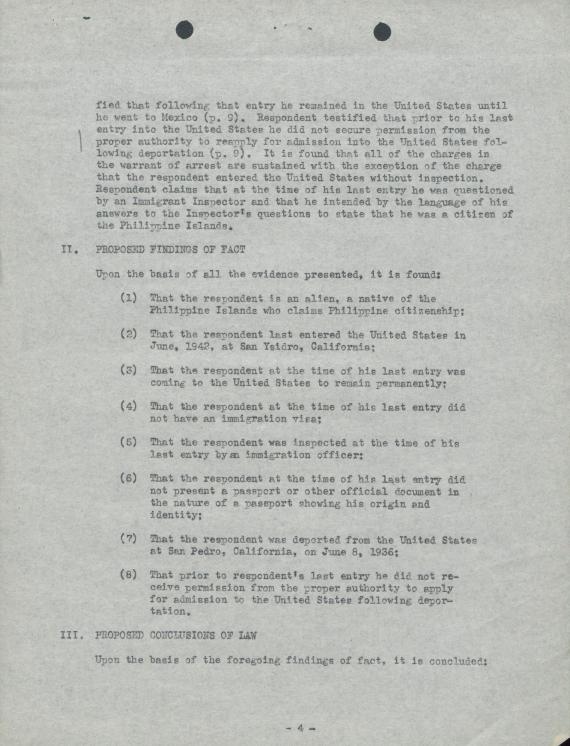 fied that following that entry he remained in the United States until
he went to Mexico (p. 9). Respondent testified that prior to his last
entry into the United States he did not secure permission from the
proper authority to reapply for admission into the United States fol-
lowing deportation (p. 9). It is found that all of the charges in
the warrant of arrest are sustained with the exception of the charge
that the respondent entered the United States without inspection.
Respondent claims that at the time of his last entry he was questioned
by an Immigrant Inspector and that he intended by the language of his
answers to the Inspector's questions to state that he was a citizen of
the Philippine Islands.
II. PROPOSED FINDINGS OF FACT
Upon the basis of all the evidence presented, it is found:
(1) That the respondent is an alien, a native of the
Philippine Islands who claims Philippine citizenship;
(2) That the respondent last entered the United States in
June, 1942, at San Ysidro, California;
(3) That the respondent at the time of his last entry was
coming to the United States to remain permanently;
(4) That the respondent at the time of his last entry did
not have an immigration visa;
(5) That the respondent was inspected at the time of his
last entry by an immigration officer;
(6) That the respondent at the time of his last entry did
not present a passport or other official document in
the nature of a passport showing his origin and
identity;
(7) That the respondent was deported from the United States
at San Pedro, California, on June 8, 1936;
(8) That prior to respondent's last entry he did not re-
ceive permission from the proper authority to apply
for admission to the United States following depor-
tation.
III. PROPOSED CONCLUSIONS OF LAW
Upon the basis of the foregoing findings of fact, it is concluded:
- 4 -